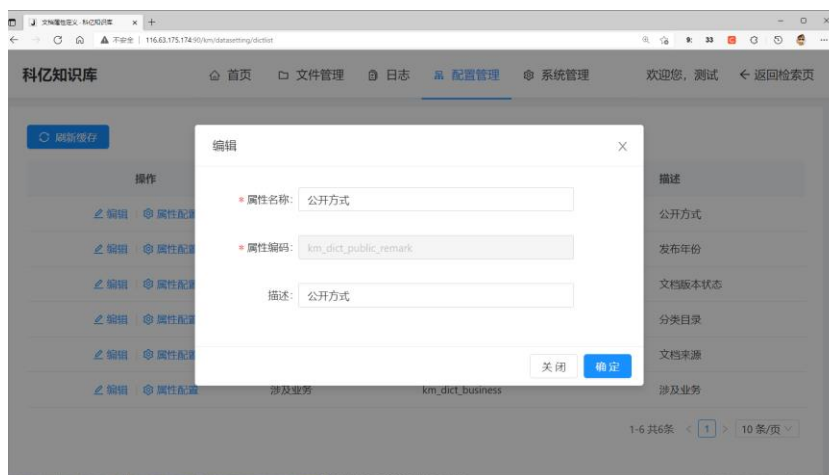 文档属性定义 - 科亿知识库
不安全 | 116.63.175.174:90/km/datasetting/dictlist
科亿知识库 首页 文件管理 日志 配置管理 系统管理 欢迎您，测试 返回检索页
刷新缓存
编辑
操作 描述
* 属性名称： 公开方式
编辑 属性配置 公开方式
* 属性编码： km_dict_public_remark
编辑 属性配置 发布年份
描述： 公开方式
编辑 属性配置 文档版本状态
编辑 属性配置 分类目录
关 闭 确 定
编辑 属性配置 文档来源
编辑 属性配置 涉及业务 km_dict_business 涉及业务
1-6 共6条 < 1 > 10 条/页